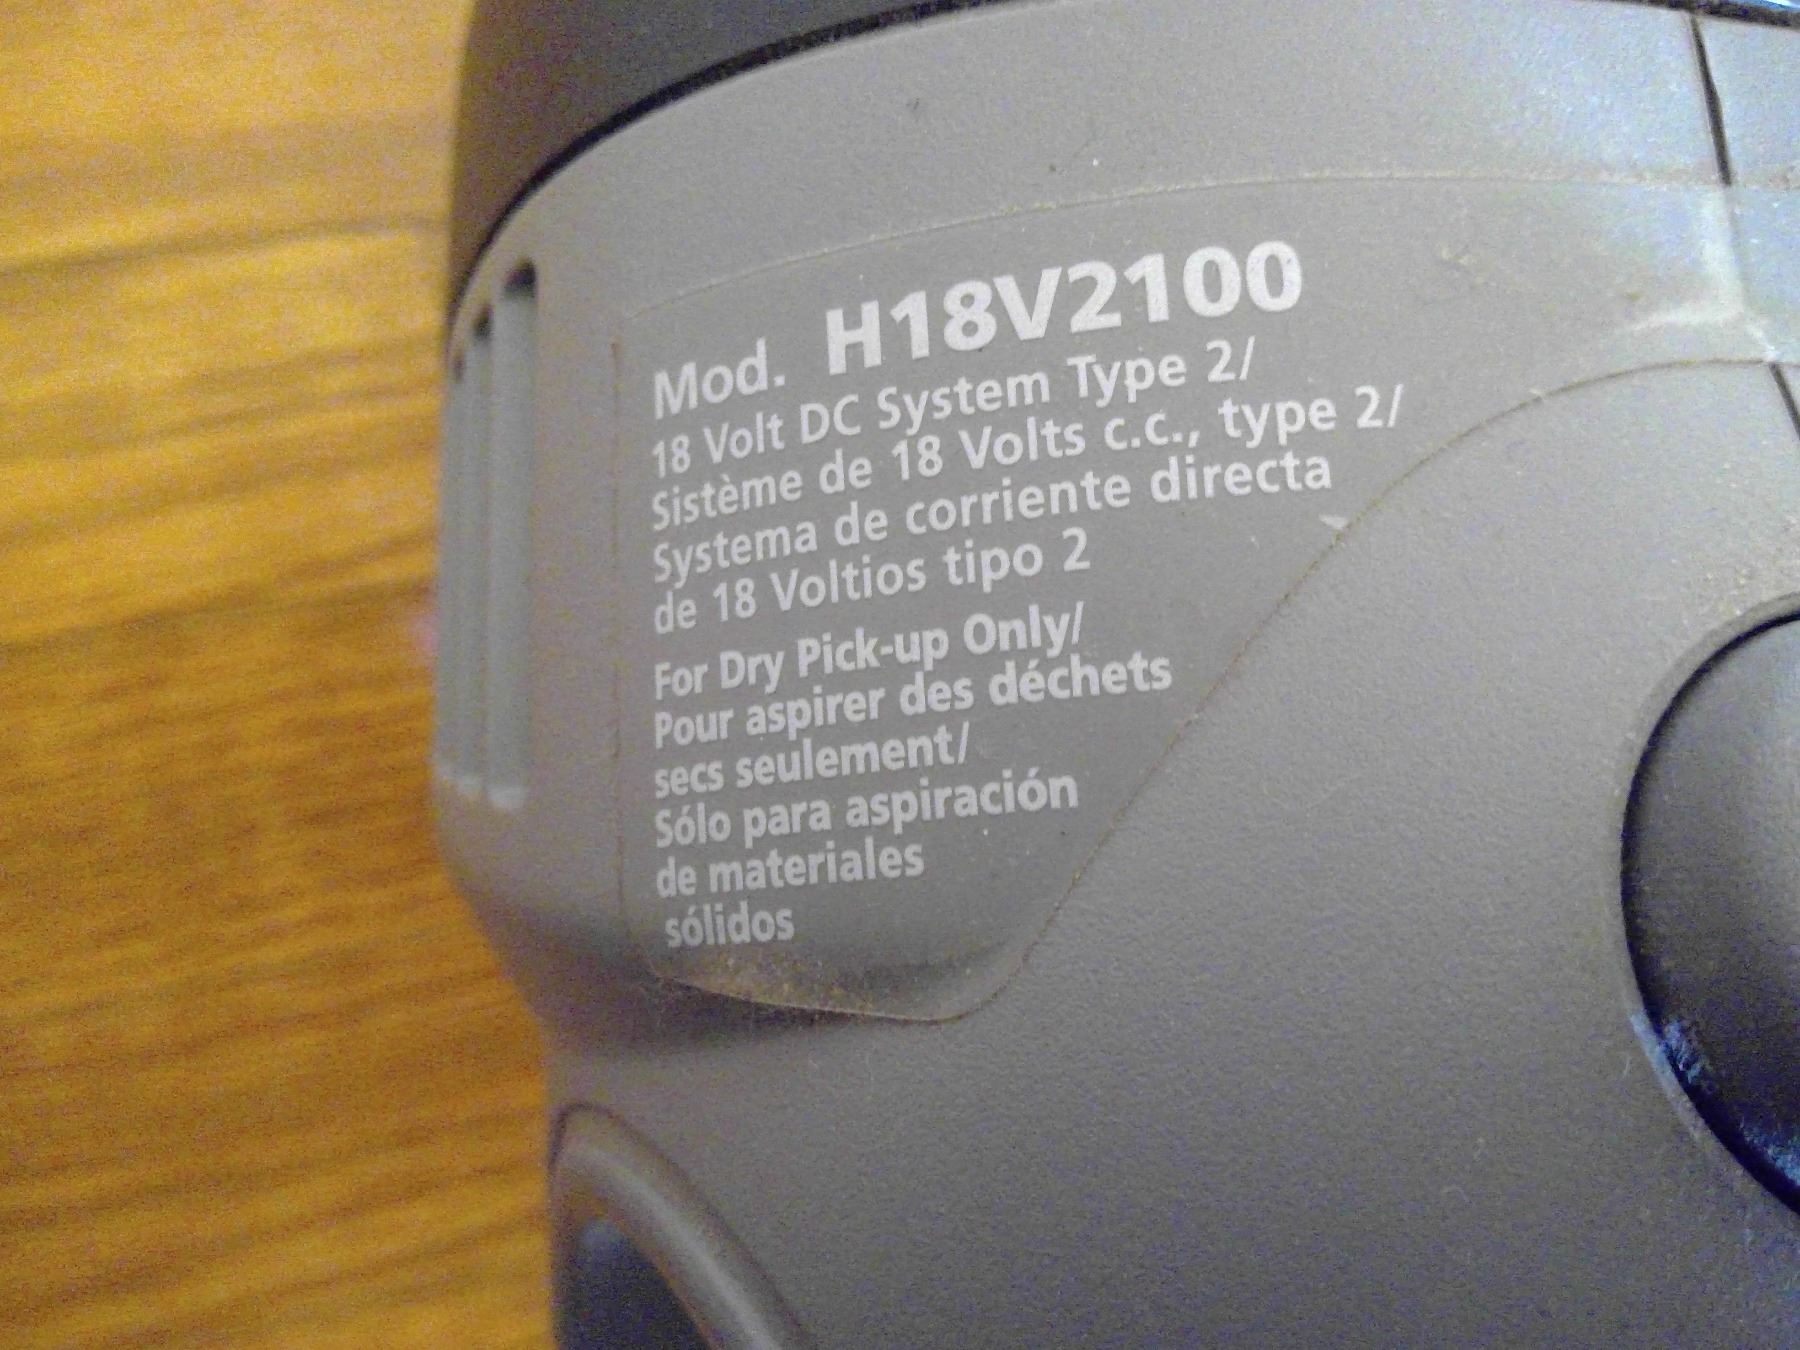 Mod. H18V2100
18 Volt DC System Type 2/
Sistème de 18 Volts c.c., type 2/
Systema de corriente directa
de 18 Voltios tipo 2
For Dry Pick-up Only/
Pour aspirer des déchets
secs seulement/
Sólo para aspiración
de materiales
sólidos